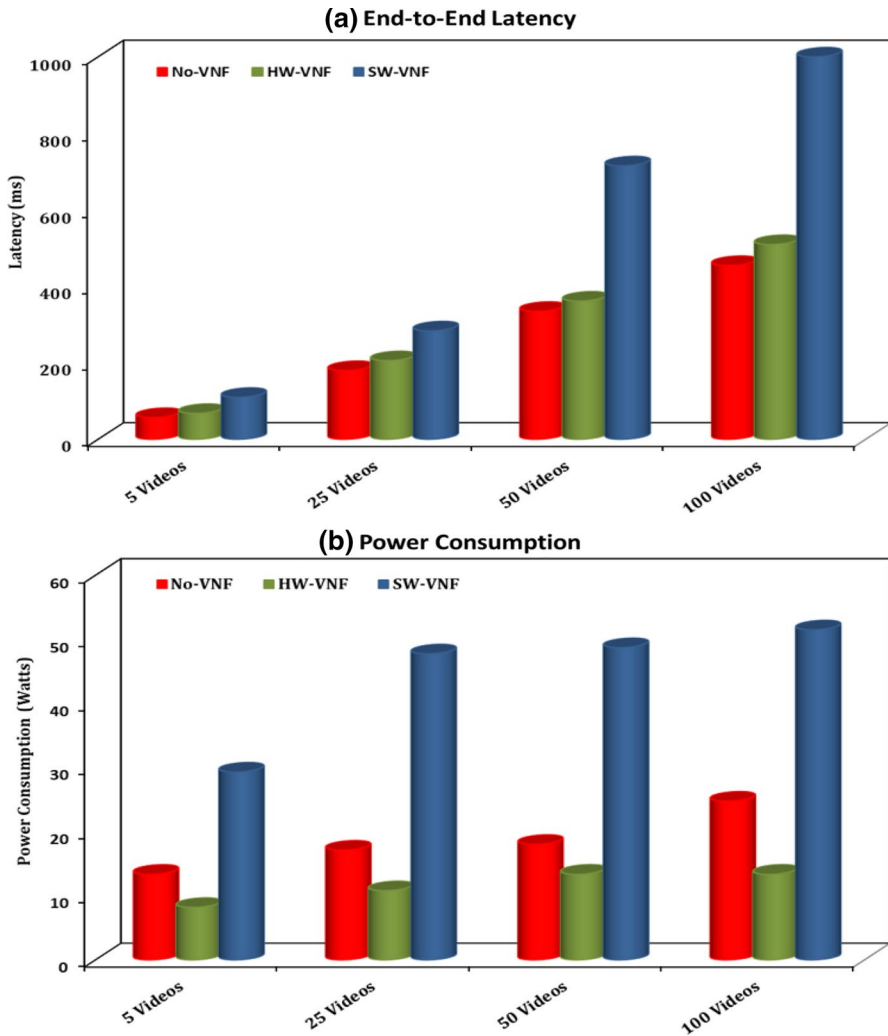 (a) End-to-End Latency
No-VNF HW-VNF SW-VNF
Latency (ms)
1000
800
600
400
200
0
5 Videos 25 Videos 50 Videos 100 Videos
(b) Power Consumption
No-VNF HW-VNF SW-VNF
Power Consumption (Watts)
60
50
40
30
20
10
0
5 Videos 25 Videos 50 Videos 100 Videos